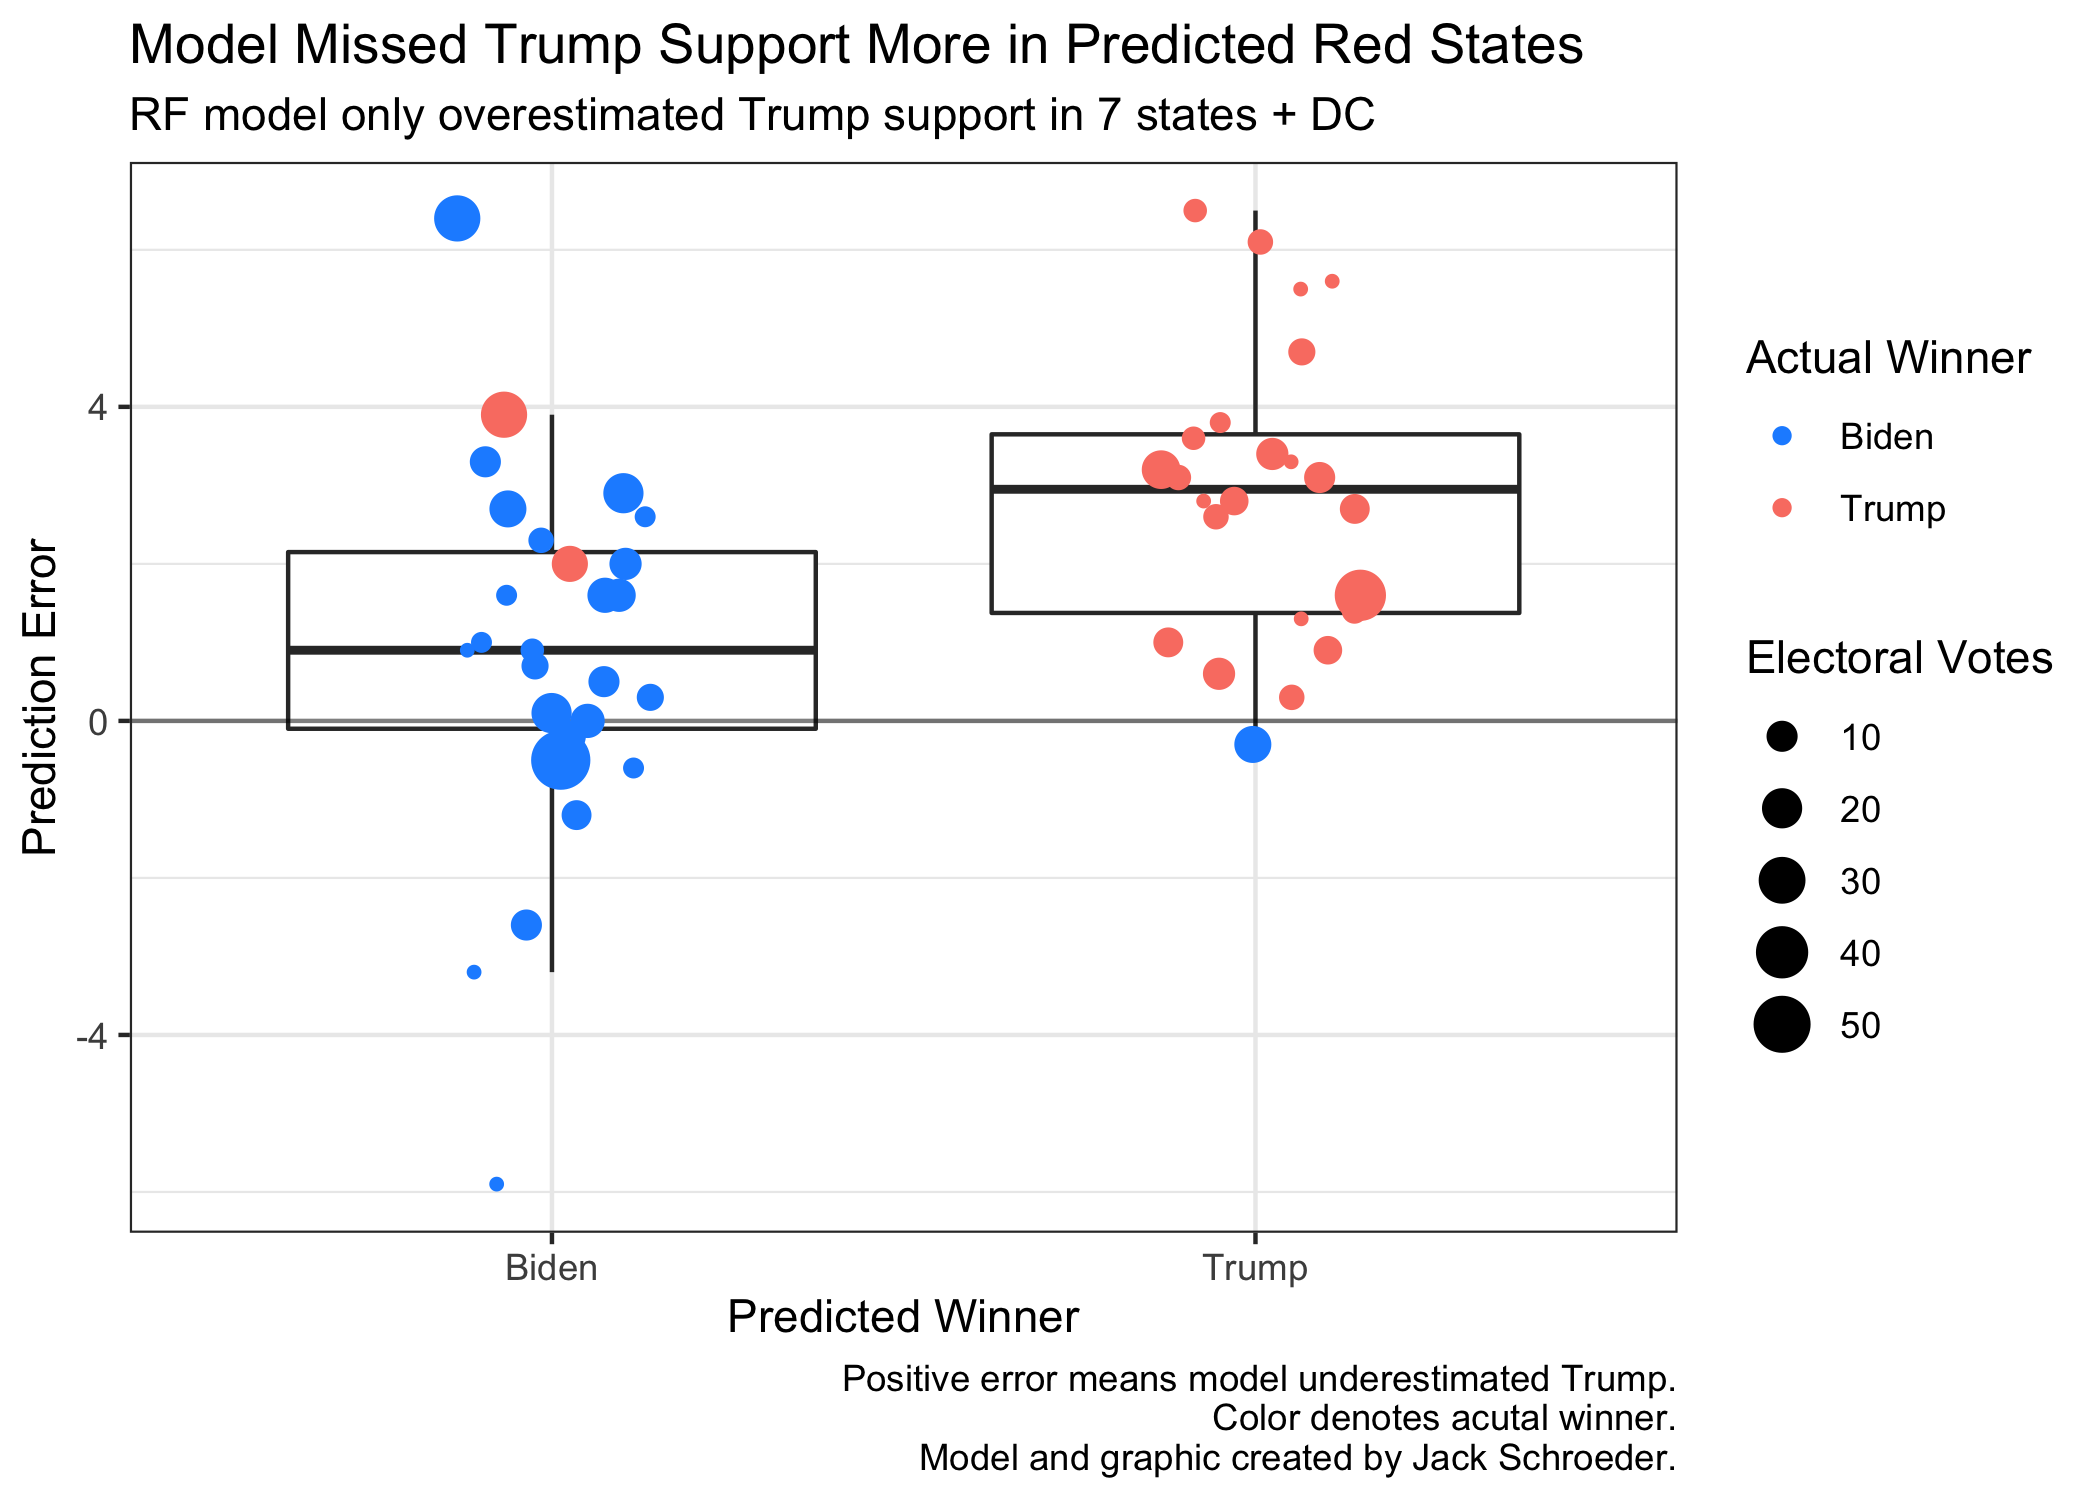 Model Missed Trump Support More in Predicted Red States
RF model only overestimated Trump support in 7 states + DC
Prediction Error
4
0
-4
Biden
Trump
Predicted Winner
Actual Winner
Biden
Trump
Electoral Votes
10
20
30
40
50
Positive error means model underestimated Trump.
Color denotes acutal winner.
Model and graphic created by Jack Schroeder.